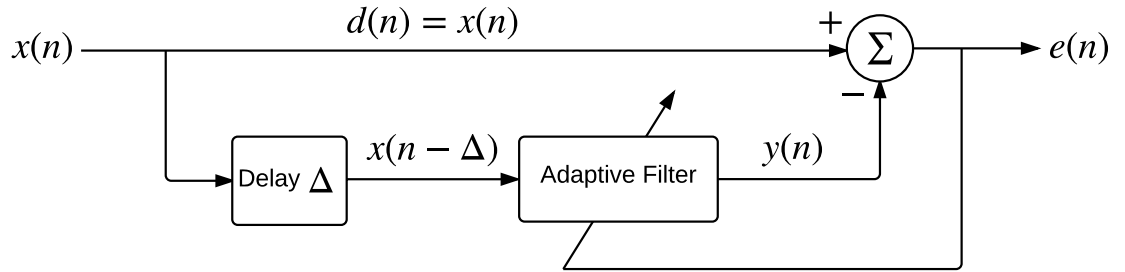 d(n) = x(n)
x(n)
+
Σ
e(n)
−
x(n − Δ)
y(n)
Delay Δ
Adaptive Filter